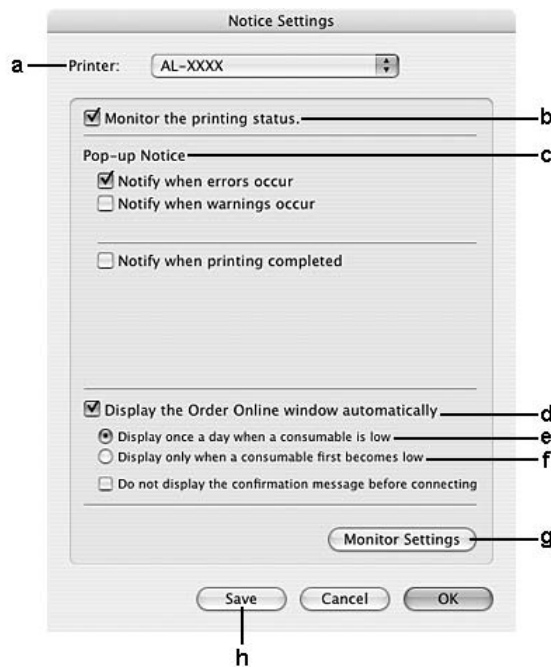 Notice Settings
a Printer: AL-XXXX
Monitor the printing status. b
Pop-up Notice c
Notify when errors occur
Notify when warnings occur
Notify when printing completed
Display the Order Online window automatically d
Display once a day when a consumable is low e
Display only when a consumable first becomes low f
Do not display the confirmation message before connecting
Monitor Settings g
Save Cancel OK
h